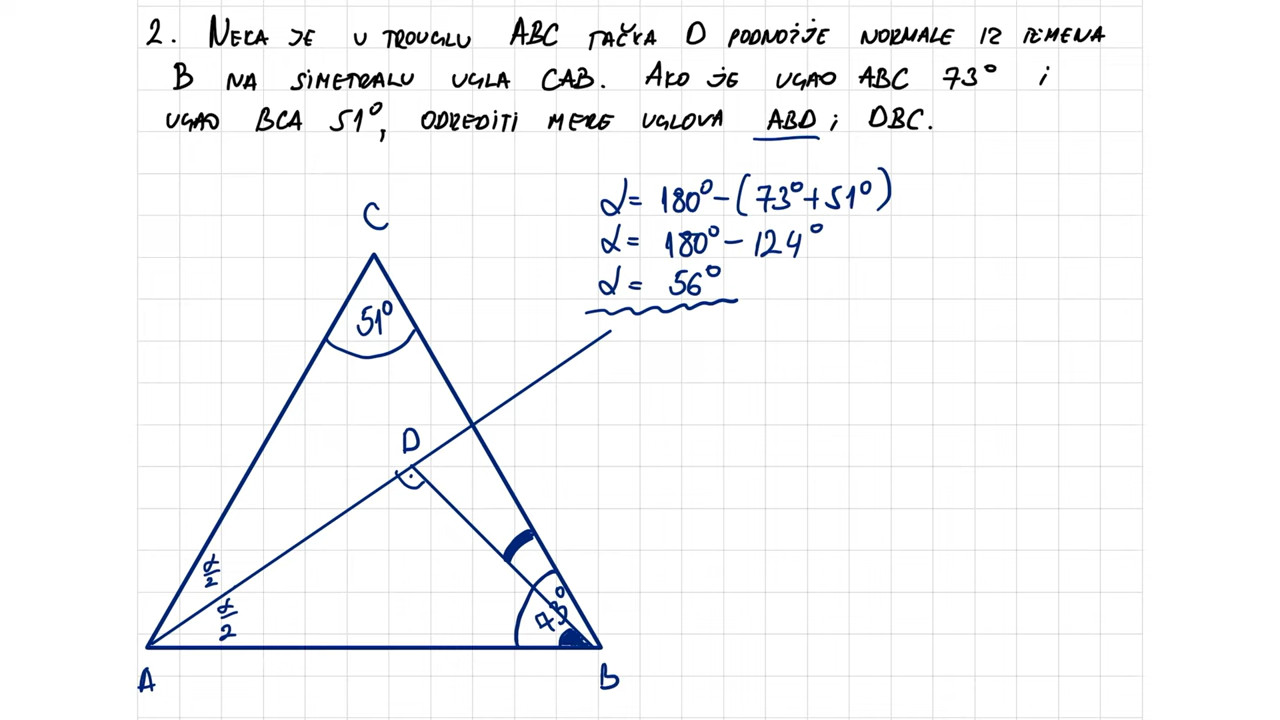 2. NEKA JE U TROUGLU ABC TAČKA D PODNOŽJE NORMALE IZ TEMENA
B NA SIMETRALU UGLA CAB. AKO JE UGAO ABC 73° i
UGAO BCA 51°, ODREDITI MERE UGLOVA ABD i DBC.
α = 180° - (73° + 51°)
α = 180° - 124°
α = 56°
C
51°
D
α/2
α/2
73°
A
B